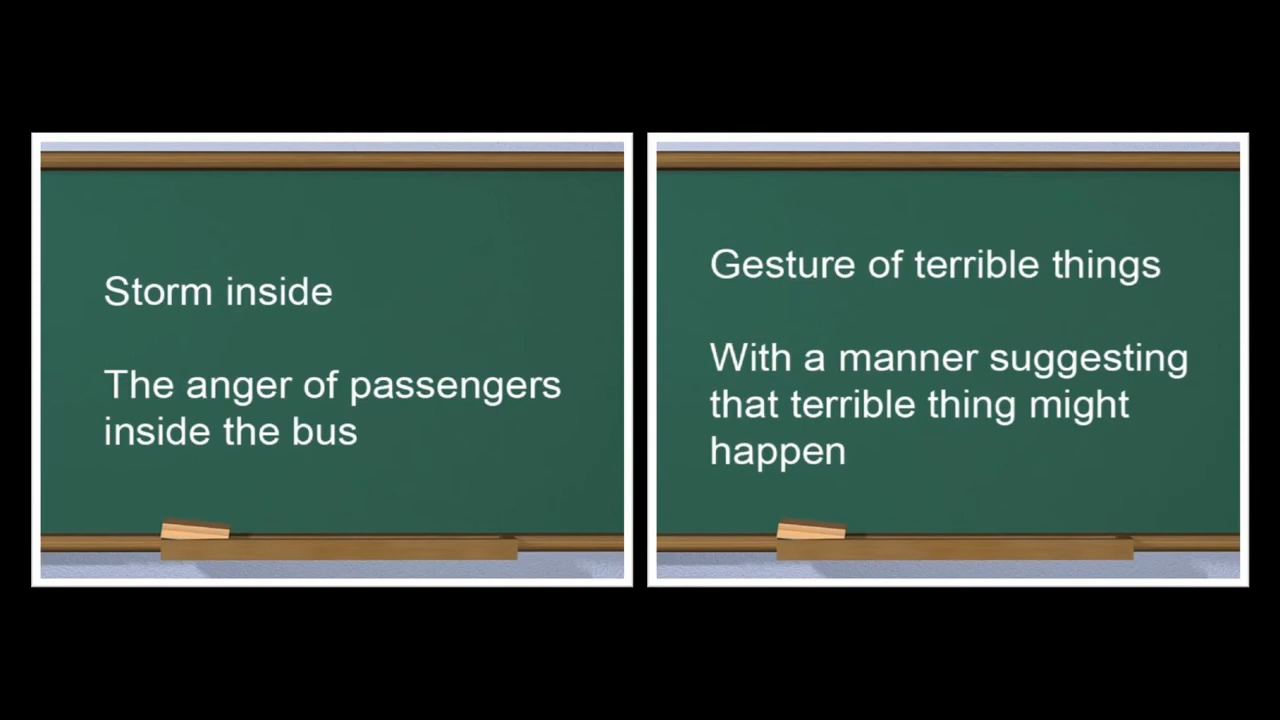 Storm inside
The anger of passengers
inside the bus
Gesture of terrible things
With a manner suggesting
that terrible thing might
happen